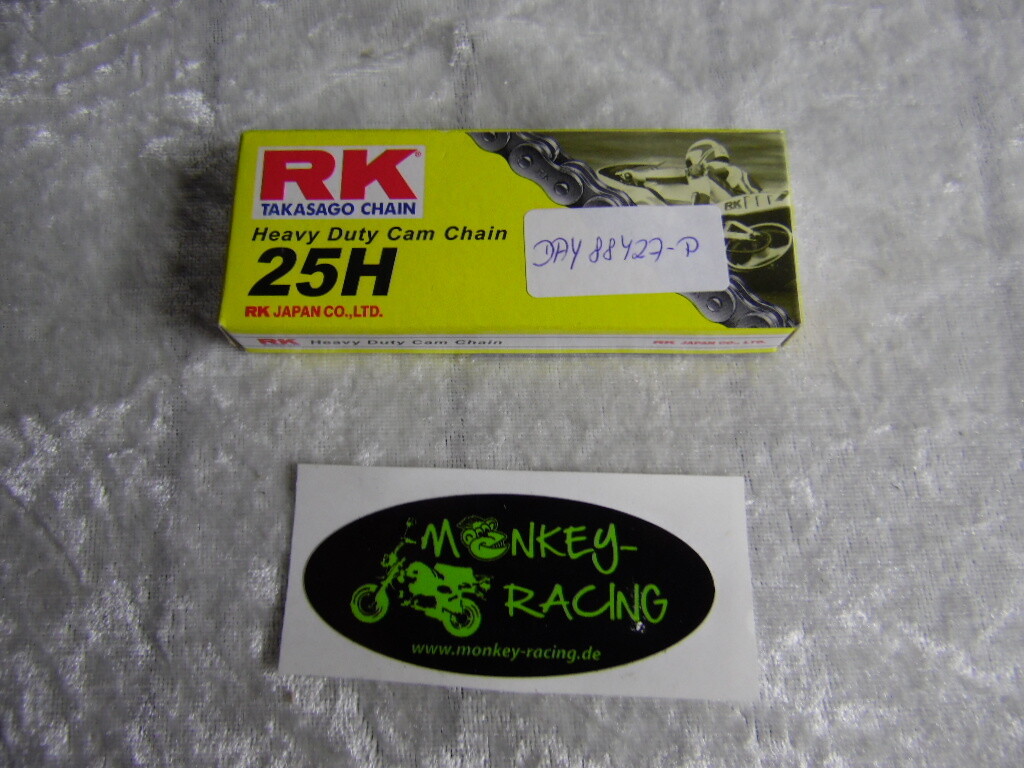 RK®
TAKASAGO CHAIN
Heavy Duty Cam Chain
25H
RK JAPAN CO.,LTD.
DAY 88427-P
RK
RK Heavy Duty Cam Chain RK JAPAN CO., LTD.
MONKEY-
RACING
www.monkey-racing.de